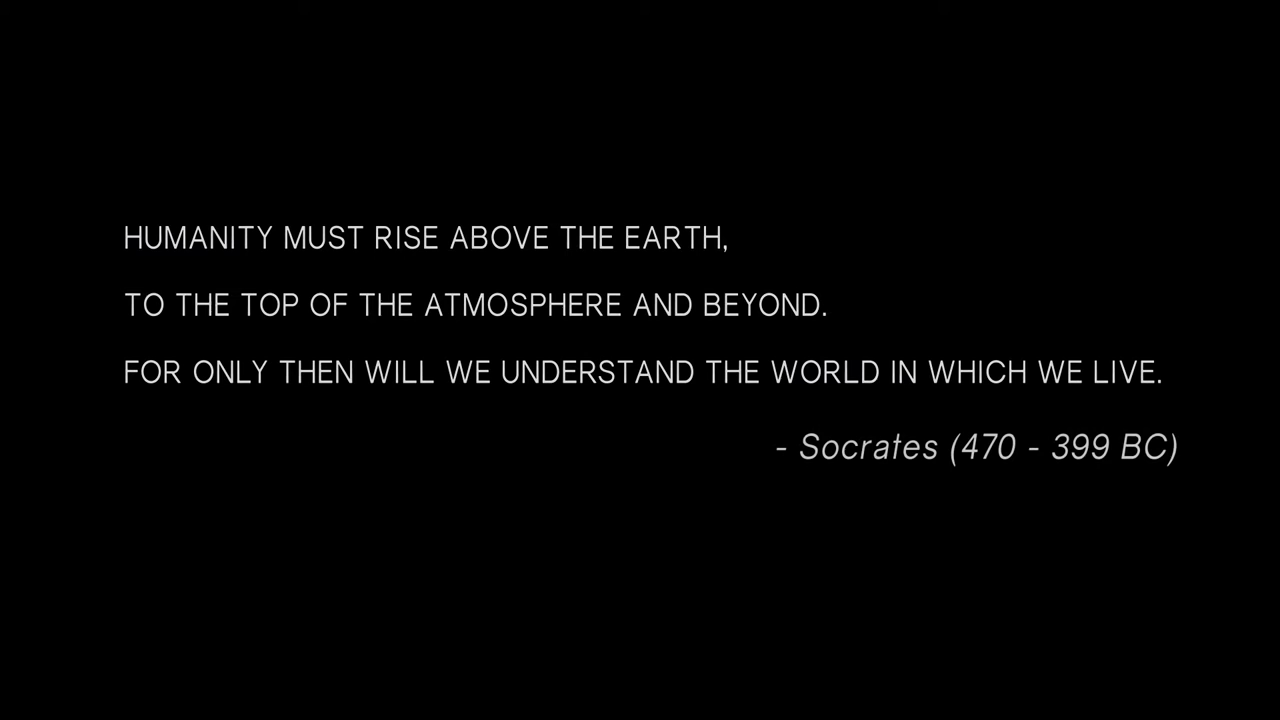 HUMANITY MUST RISE ABOVE THE EARTH,
TO THE TOP OF THE ATMOSPHERE AND BEYOND.
FOR ONLY THEN WILL WE UNDERSTAND THE WORLD IN WHICH WE LIVE.
- Socrates (470 - 399 BC)